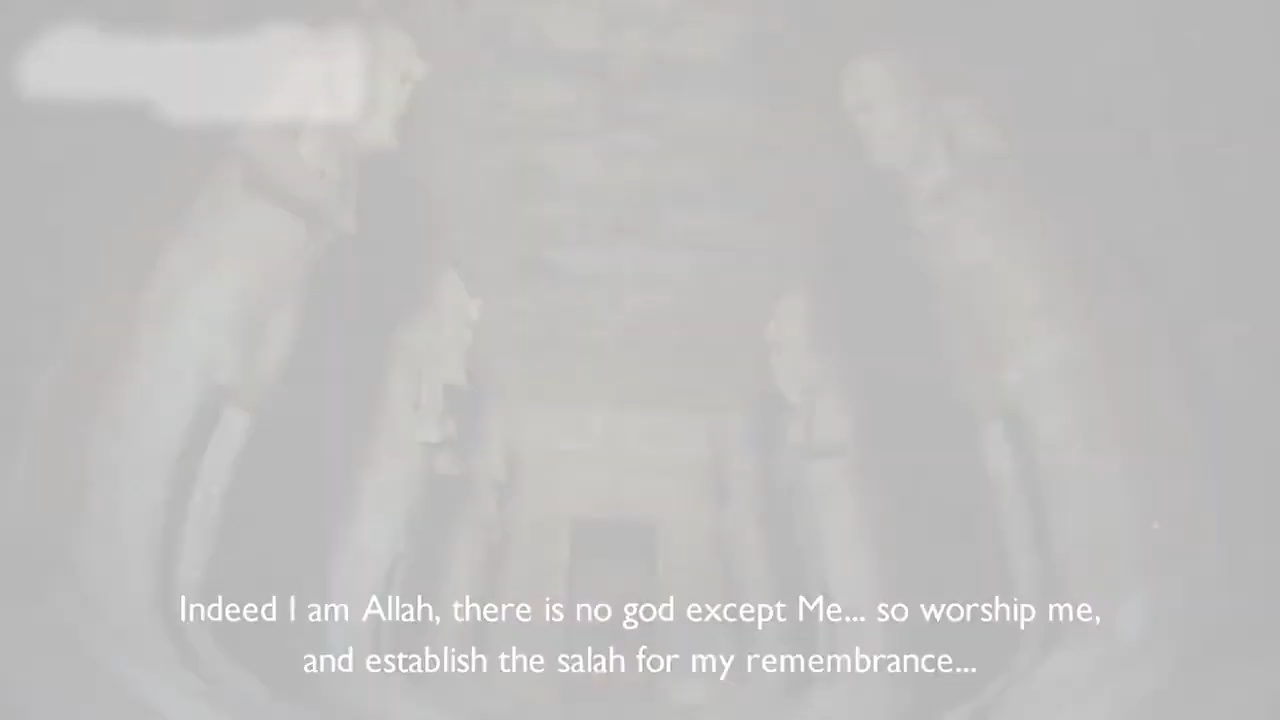 Indeed I am Allah, there is no god except Me... so worship me,
and establish the salah for my remembrance...